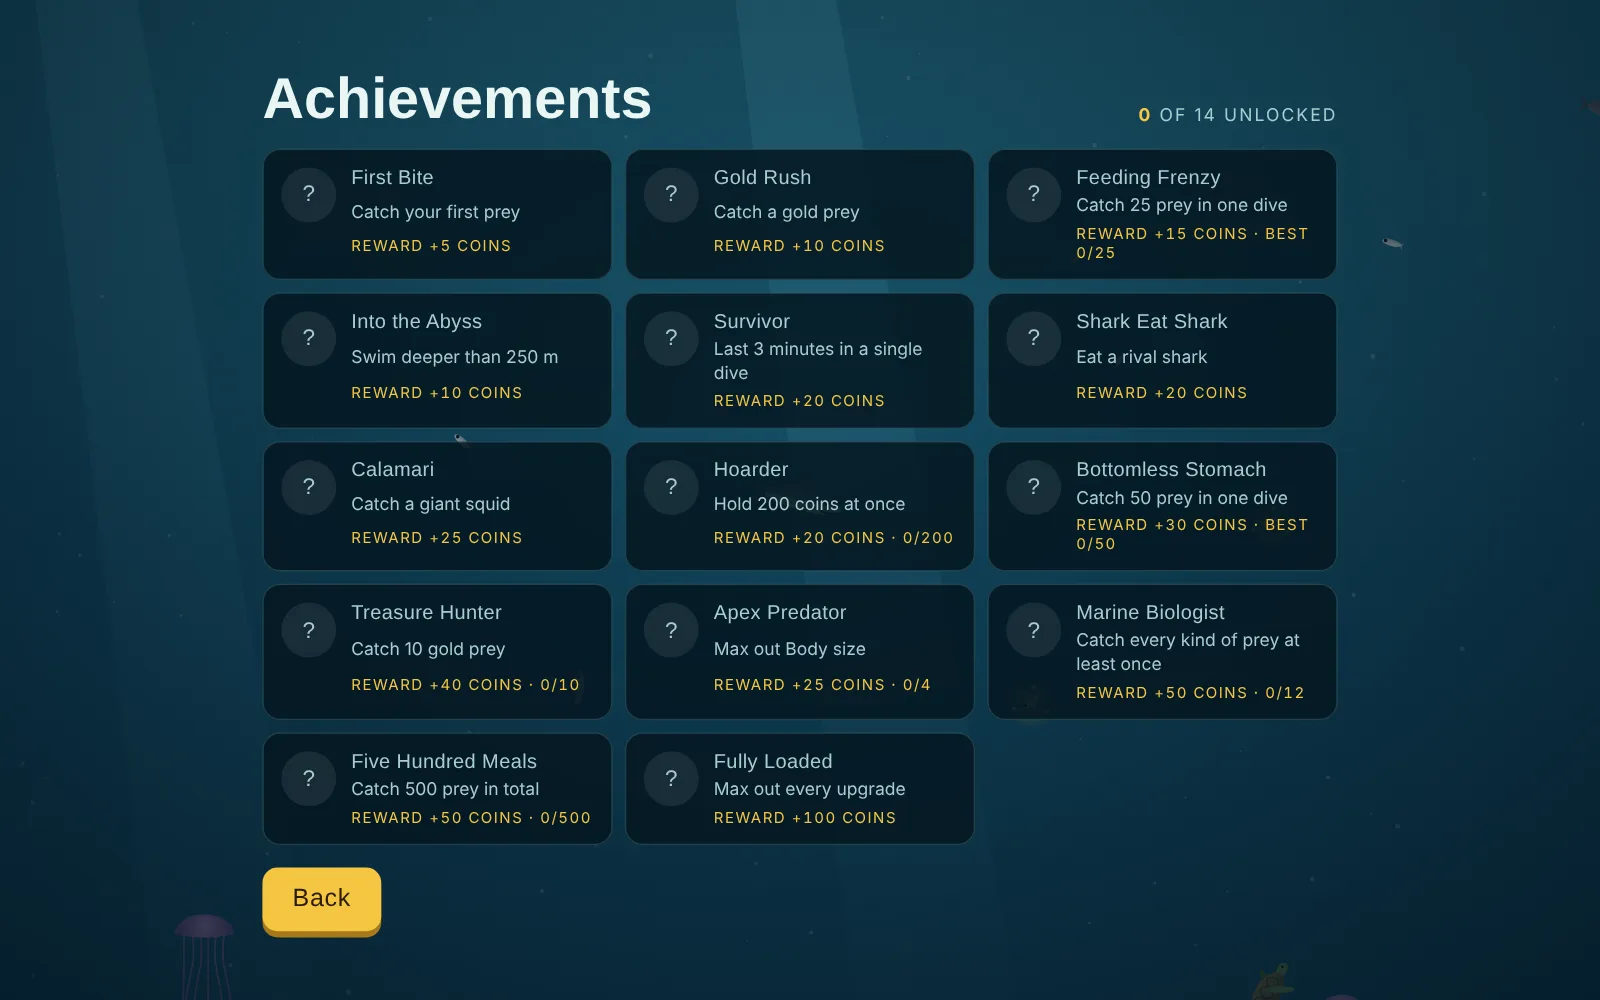 Achievements
0 OF 14 UNLOCKED
?
First Bite
Catch your first prey
REWARD +5 COINS
?
Gold Rush
Catch a gold prey
REWARD +10 COINS
?
Feeding Frenzy
Catch 25 prey in one dive
REWARD +15 COINS · BEST
0/25
?
Into the Abyss
Swim deeper than 250 m
REWARD +10 COINS
?
Survivor
Last 3 minutes in a single
dive
REWARD +20 COINS
?
Shark Eat Shark
Eat a rival shark
REWARD +20 COINS
?
Calamari
Catch a giant squid
REWARD +25 COINS
?
Hoarder
Hold 200 coins at once
REWARD +20 COINS · 0/200
?
Bottomless Stomach
Catch 50 prey in one dive
REWARD +30 COINS · BEST
0/50
?
Treasure Hunter
Catch 10 gold prey
REWARD +40 COINS · 0/10
?
Apex Predator
Max out Body size
REWARD +25 COINS · 0/4
?
Marine Biologist
Catch every kind of prey at
least once
REWARD +50 COINS · 0/12
?
Five Hundred Meals
Catch 500 prey in total
REWARD +50 COINS · 0/500
?
Fully Loaded
Max out every upgrade
REWARD +100 COINS
Back